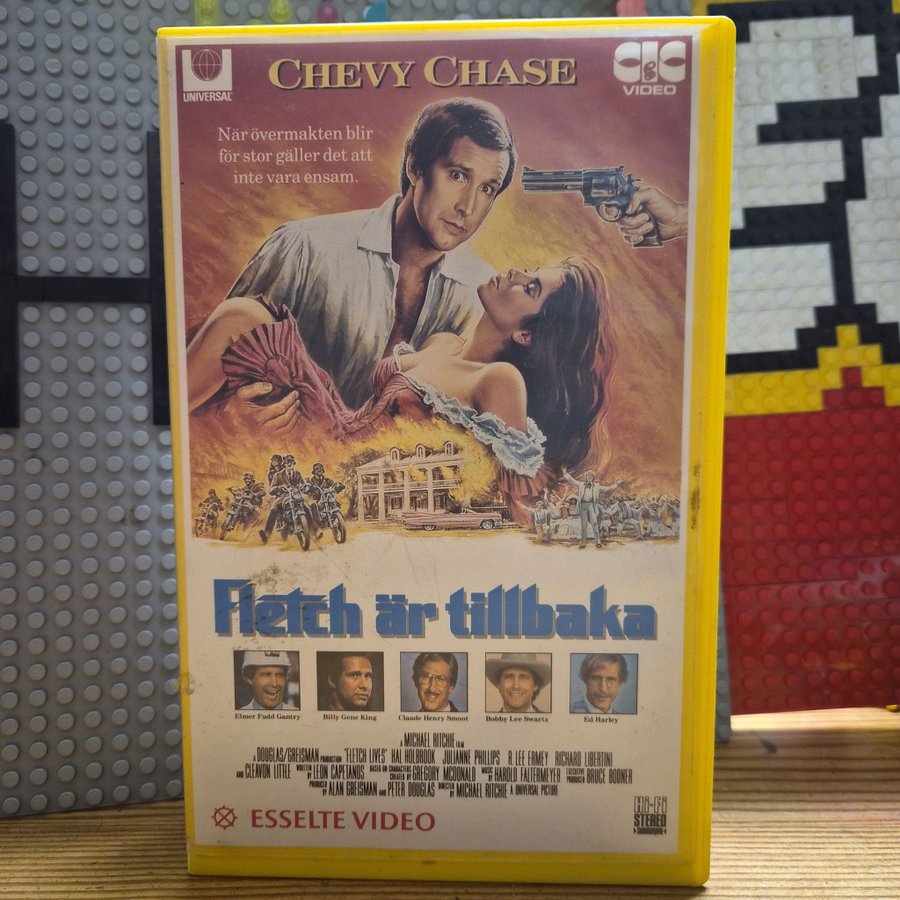 UNIVERSAL
CHEVY CHASE
CIC
VIDEO
När övermakten blir
för stor gäller det att
inte vara ensam.
Fletch är tillbaka
Elmer Fudd Gantry
Billy Gene King
Claude Henry Smoot
Bobby Lee Swartz
Ed Harley
A MICHAEL RITCHIE FILM
A DOUGLAS/GREISMAN PRODUCTION "FLETCH LIVES" HAL HOLBROOK JULIANNE PHILLIPS R. LEE ERMEY RICHARD LIBERTINI
AND CLEAVON LITTLE WRITTEN BY LEON CAPETANOS BASED ON CHARACTERS CREATED BY GREGORY MCDONALD MUSIC BY HAROLD FALTERMEYER EXECUTIVE PRODUCER BRUCE BODNER
PRODUCED BY ALAN GREISMAN AND PETER DOUGLAS DIRECTED BY MICHAEL RITCHIE A UNIVERSAL PICTURE
ESSELTE VIDEO
Hi-Fi
STEREO
SURROUND